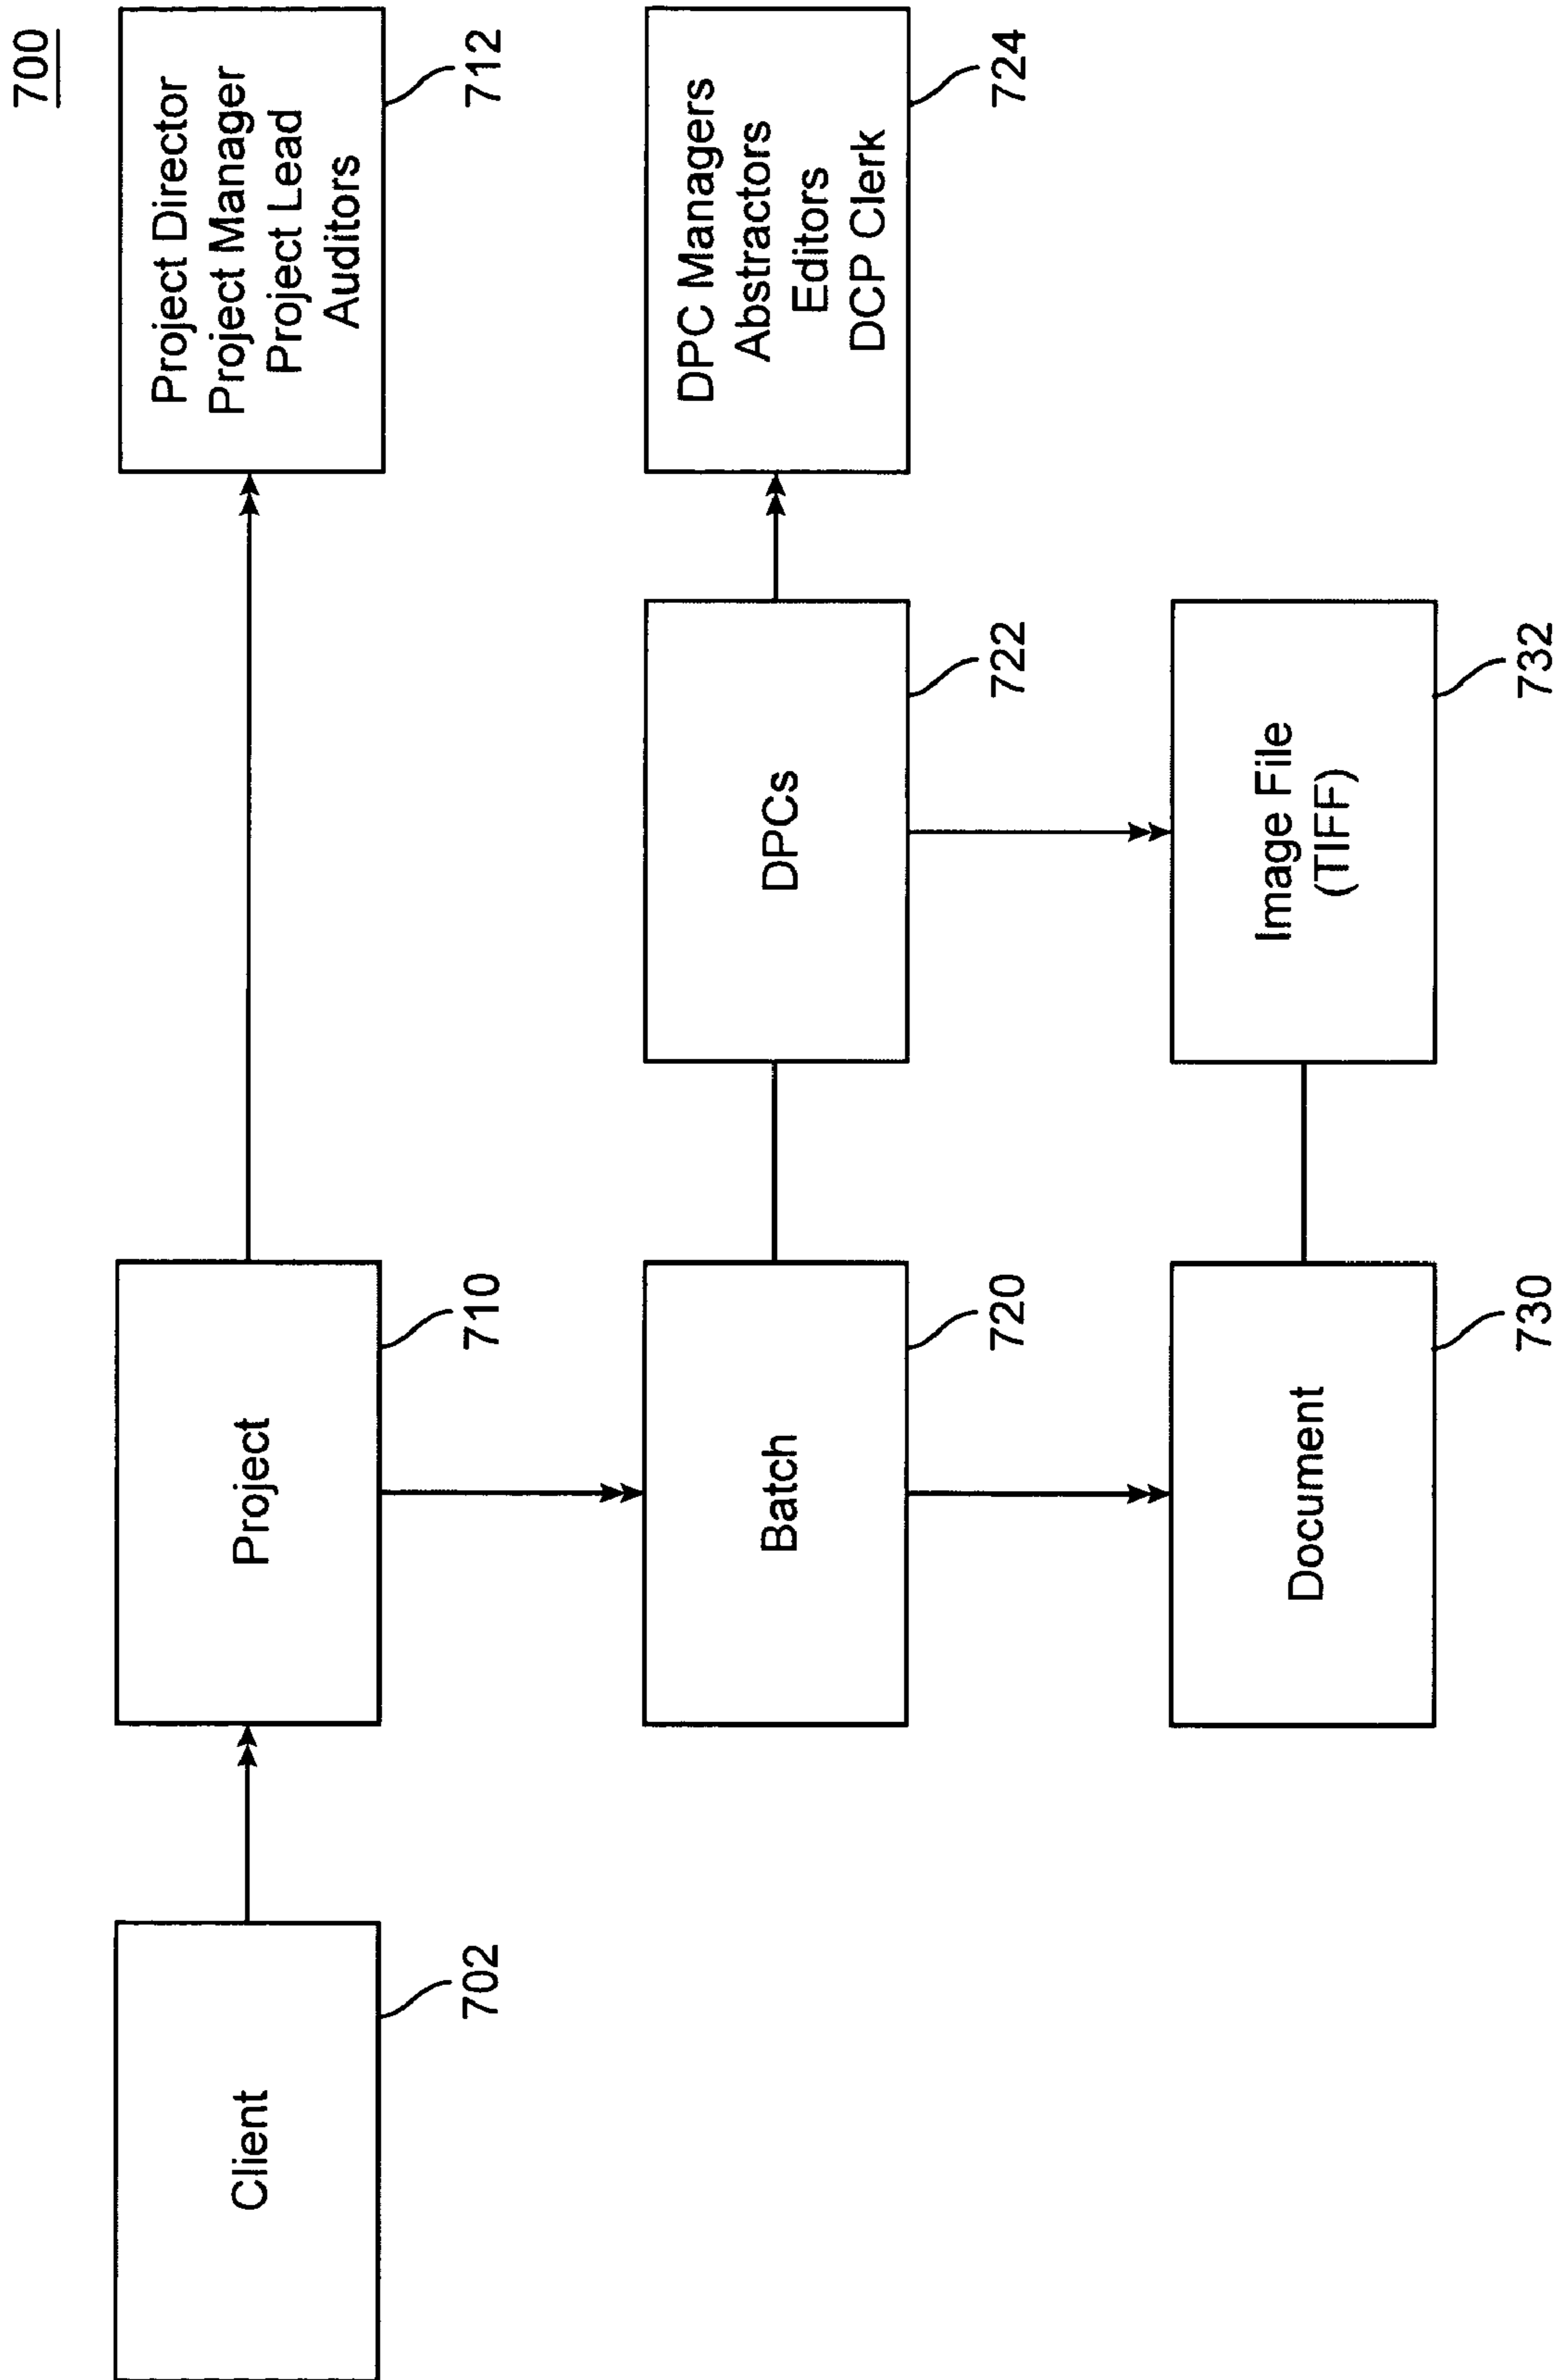 700
Client
702
Project
710
Project Director
Project Manager
Project Lead
Auditors
712
Batch
720
DPCs
722
DPC Managers
Abstractors
Editors
DCP Clerk
724
Document
730
Image File
(TIFF)
732